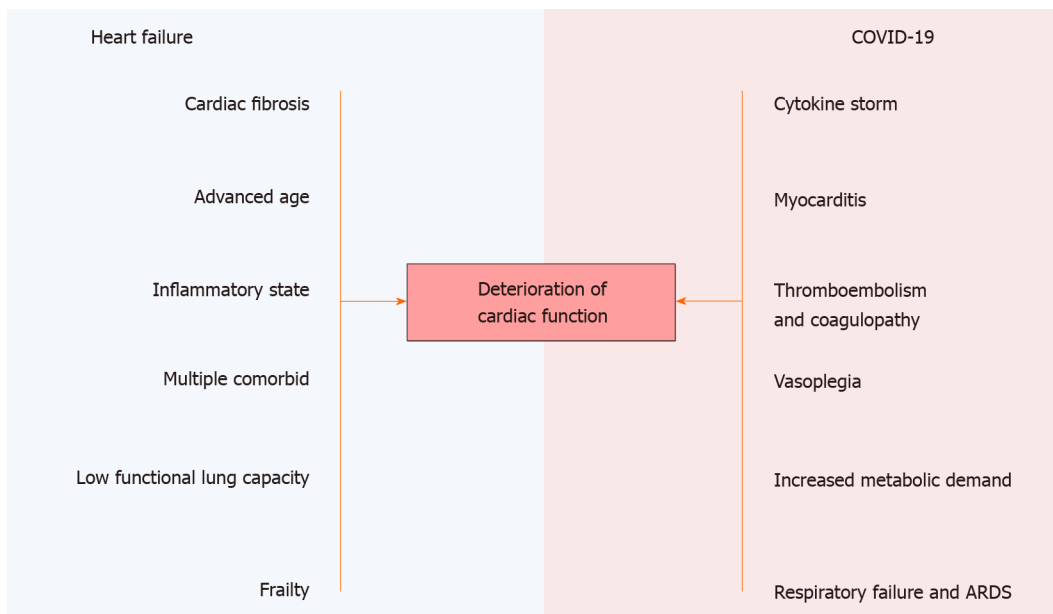 Heart failure
Cardiac fibrosis
Advanced age
Inflammatory state
Multiple comorbid
Low functional lung capacity
Frailty
Deterioration of
cardiac function
COVID-19
Cytokine storm
Myocarditis
Thromboembolism
and coagulopathy
Vasoplegia
Increased metabolic demand
Respiratory failure and ARDS